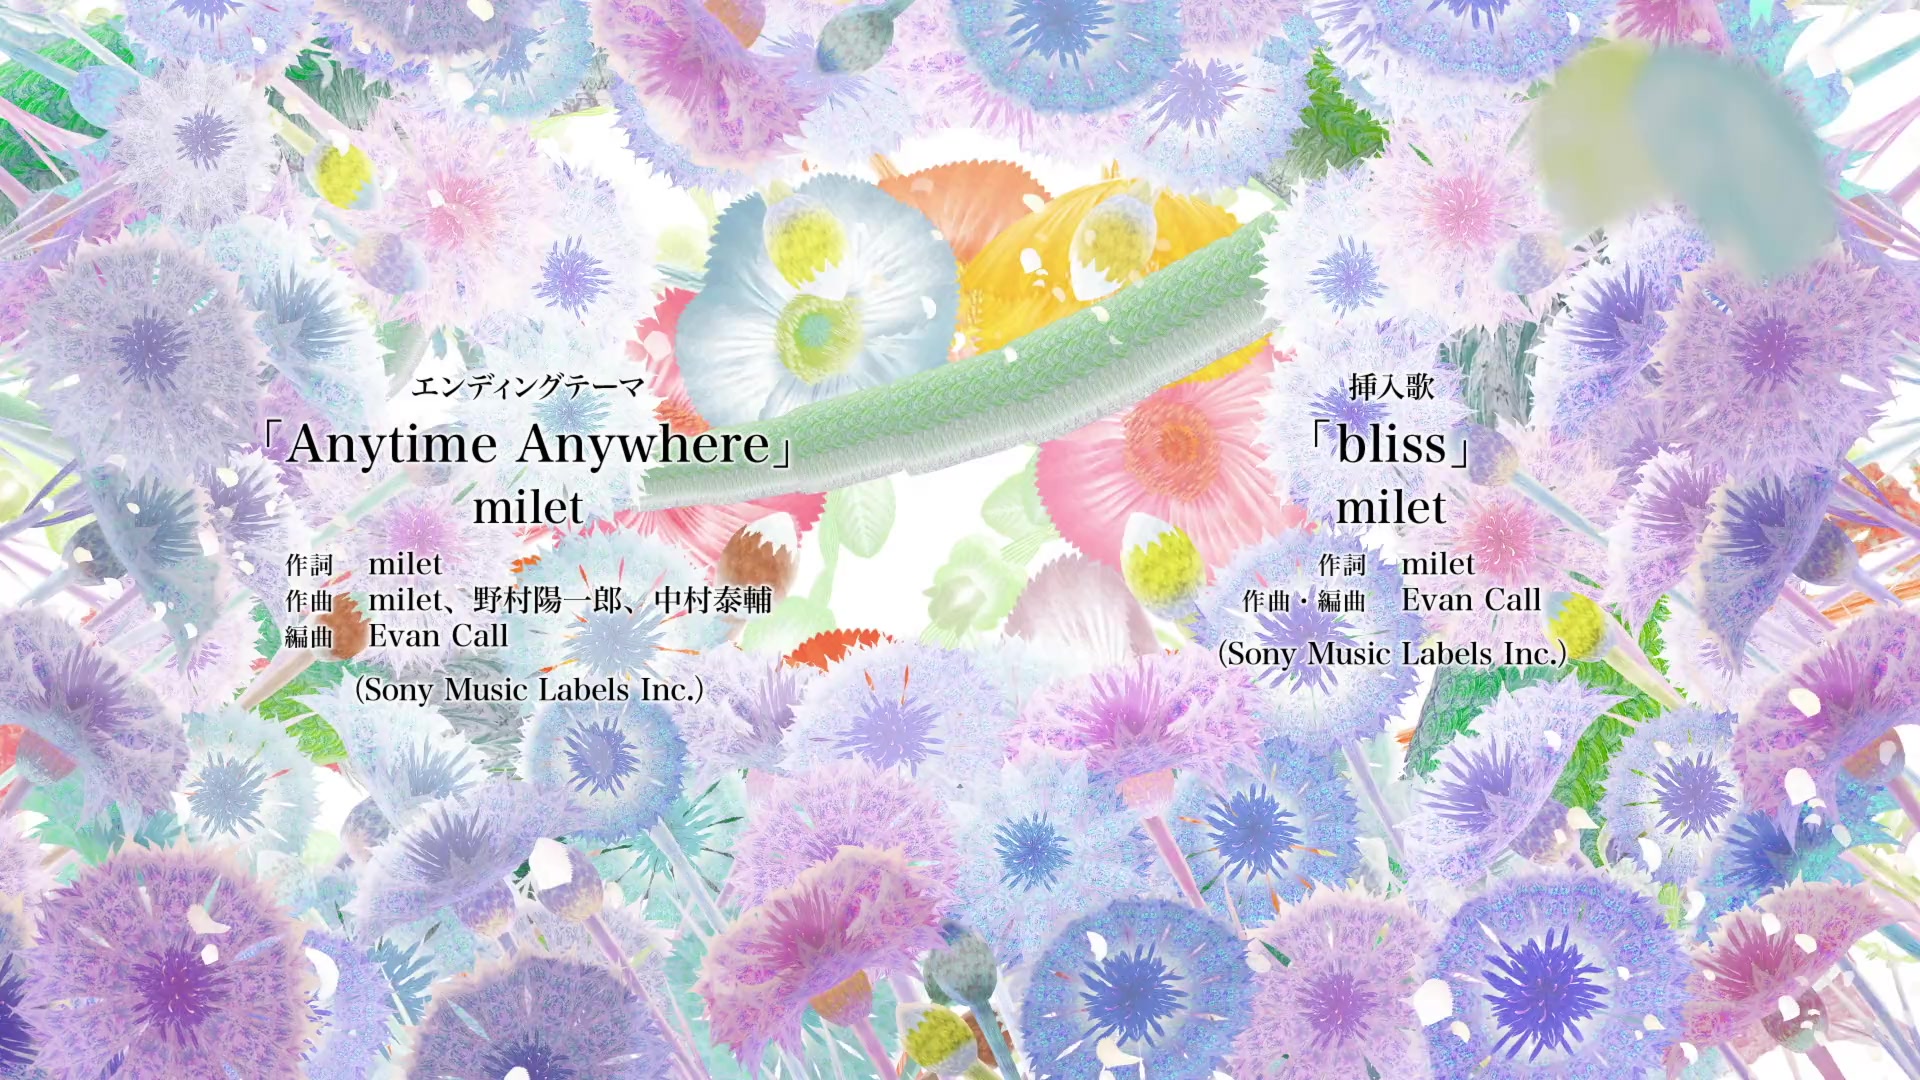 エンディングテーマ
「Anytime Anywhere」
milet
作詞 milet
作曲 milet、野村陽一郎、中村泰輔
編曲 Evan Call
(Sony Music Labels Inc.)
挿入歌
「bliss」
milet
作詞 milet
作曲・編曲 Evan Call
(Sony Music Labels Inc.)